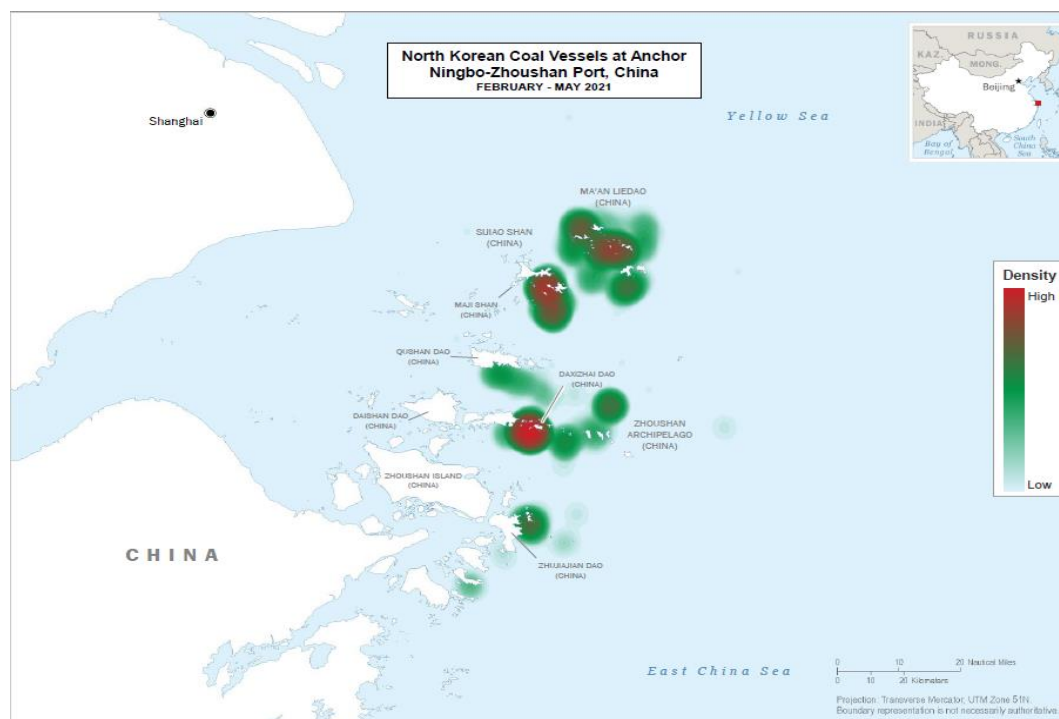 North Korean Coal Vessels at Anchor
Ningbo-Zhoushan Port, China
FEBRUARY - MAY 2021
RUSSIA
KAZ.
MONG.
Beijing
INDIA
Bay of
Bengal
South
China
Sea
Shanghai
Yellow Sea
MA'AN LIEDAO
(CHINA)
SIJIAO SHAN
(CHINA)
MAJI SHAN
(CHINA)
Density
High
Low
QUSHAN DAO
(CHINA)
DAXIZHAI DAO
(CHINA)
DAISHAN DAO
(CHINA)
ZHOUSHAN
ARCHIPELAGO
(CHINA)
ZHOUSHAN ISLAND
(CHINA)
CHINA
ZHUJIAJIAN DAO
(CHINA)
East China Sea
0 10 20 Nautical Miles
0 10 20 Kilometers
Projection: Transverse Mercator, UTM Zone 51N.
Boundary representation is not necessarily authoritative.